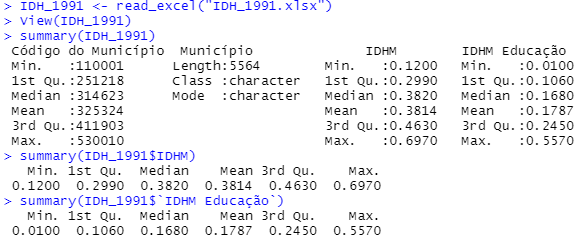 > IDH_1991 <- read_excel("IDH_1991.xlsx")
> View(IDH_1991)
> summary(IDH_1991)
 Código do Município  Município              IDHM        IDHM Educação
 Min.   :110001      Length:5564        Min.   :0.1200   Min.   :0.0100
 1st Qu.:251218      Class :character   1st Qu.:0.2990   1st Qu.:0.1060
 Median :314623      Mode  :character   Median :0.3820   Median :0.1680
 Mean   :325324                         Mean   :0.3814   Mean   :0.1787
 3rd Qu.:411903                         3rd Qu.:0.4630   3rd Qu.:0.2450
 Max.   :530010                         Max.   :0.6970   Max.   :0.5570
> summary(IDH_1991$IDHM)
   Min. 1st Qu.  Median    Mean 3rd Qu.    Max.
 0.1200  0.2990  0.3820  0.3814  0.4630  0.6970
> summary(IDH_1991$`IDHM Educação`)
   Min. 1st Qu.  Median    Mean 3rd Qu.    Max.
 0.0100  0.1060  0.1680  0.1787  0.2450  0.5570